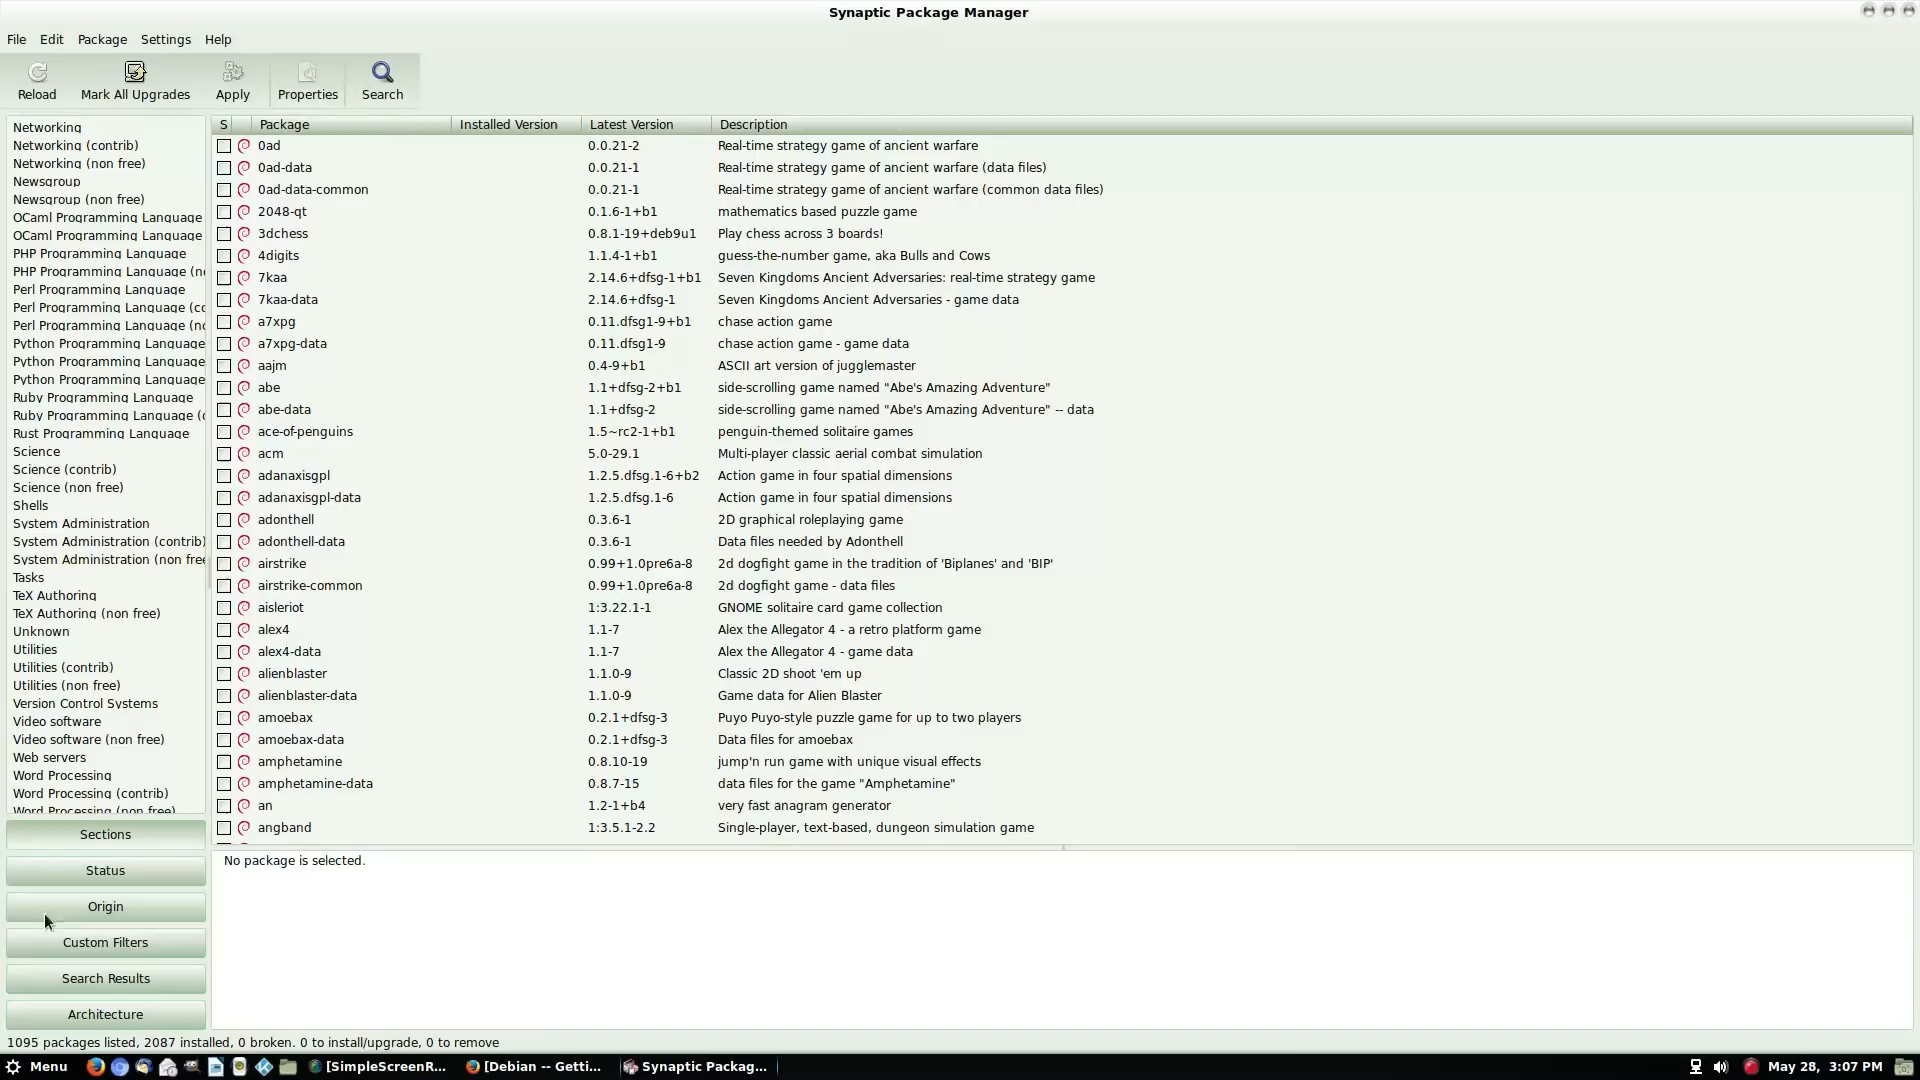 Synaptic Package Manager
File Edit Package Settings Help
Reload Mark All Upgrades Apply Properties Search
Networking
Networking (contrib)
Networking (non free)
Newsgroup
Newsgroup (non free)
OCaml Programming Language
OCaml Programming Language
PHP Programming Language
PHP Programming Language (no
Perl Programming Language
Perl Programming Language (co
Perl Programming Language (no
Python Programming Language
Python Programming Language
Python Programming Language
Ruby Programming Language
Ruby Programming Language (c
Rust Programming Language
Science
Science (contrib)
Science (non free)
Shells
System Administration
System Administration (contrib)
System Administration (non free
Tasks
TeX Authoring
TeX Authoring (non free)
Unknown
Utilities
Utilities (contrib)
Utilities (non free)
Version Control Systems
Video software
Video software (non free)
Web servers
Word Processing
Word Processing (contrib)
Word Processing (non free)
Sections
Status
Origin
Custom Filters
Search Results
Architecture
S Package Installed Version Latest Version Description
0ad 0.0.21-2 Real-time strategy game of ancient warfare
0ad-data 0.0.21-1 Real-time strategy game of ancient warfare (data files)
0ad-data-common 0.0.21-1 Real-time strategy game of ancient warfare (common data files)
2048-qt 0.1.6-1+b1 mathematics based puzzle game
3dchess 0.8.1-19+deb9u1 Play chess across 3 boards!
4digits 1.1.4-1+b1 guess-the-number game, aka Bulls and Cows
7kaa 2.14.6+dfsg-1+b1 Seven Kingdoms Ancient Adversaries: real-time strategy game
7kaa-data 2.14.6+dfsg-1 Seven Kingdoms Ancient Adversaries - game data
a7xpg 0.11.dfsg1-9+b1 chase action game
a7xpg-data 0.11.dfsg1-9 chase action game - game data
aajm 0.4-9+b1 ASCII art version of jugglemaster
abe 1.1+dfsg-2+b1 side-scrolling game named "Abe's Amazing Adventure"
abe-data 1.1+dfsg-2 side-scrolling game named "Abe's Amazing Adventure" -- data
ace-of-penguins 1.5~rc2-1+b1 penguin-themed solitaire games
acm 5.0-29.1 Multi-player classic aerial combat simulation
adanaxisgpl 1.2.5.dfsg.1-6+b2 Action game in four spatial dimensions
adanaxisgpl-data 1.2.5.dfsg.1-6 Action game in four spatial dimensions
adonthell 0.3.6-1 2D graphical roleplaying game
adonthell-data 0.3.6-1 Data files needed by Adonthell
airstrike 0.99+1.0pre6a-8 2d dogfight game in the tradition of 'Biplanes' and 'BIP'
airstrike-common 0.99+1.0pre6a-8 2d dogfight game - data files
aisleriot 1:3.22.1-1 GNOME solitaire card game collection
alex4 1.1-7 Alex the Allegator 4 - a retro platform game
alex4-data 1.1-7 Alex the Allegator 4 - game data
alienblaster 1.1.0-9 Classic 2D shoot 'em up
alienblaster-data 1.1.0-9 Game data for Alien Blaster
amoebax 0.2.1+dfsg-3 Puyo Puyo-style puzzle game for up to two players
amoebax-data 0.2.1+dfsg-3 Data files for amoebax
amphetamine 0.8.10-19 jump'n run game with unique visual effects
amphetamine-data 0.8.7-15 data files for the game "Amphetamine"
an 1.2-1+b4 very fast anagram generator
angband 1:3.5.1-2.2 Single-player, text-based, dungeon simulation game
No package is selected.
1095 packages listed, 2087 installed, 0 broken. 0 to install/upgrade, 0 to remove
Menu [SimpleScreenR... [Debian -- Getti... Synaptic Packag... May 28, 3:07 PM